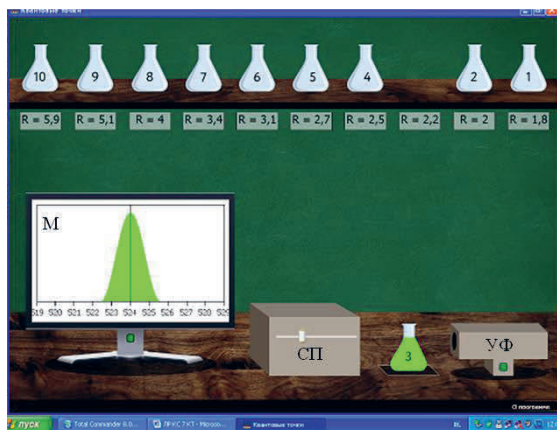 Квантовые точки
10 9 8 7 6 5 4 2 1
R = 5,9 R = 5,1 R = 4 R = 3,4 R = 3,1 R = 2,7 R = 2,5 R = 2,2 R = 2 R = 1,8
М
519 520 521 522 523 524 525 526 527 528 529
СП
3
УФ
пуск Total Commander 6.0... Квантовые точки